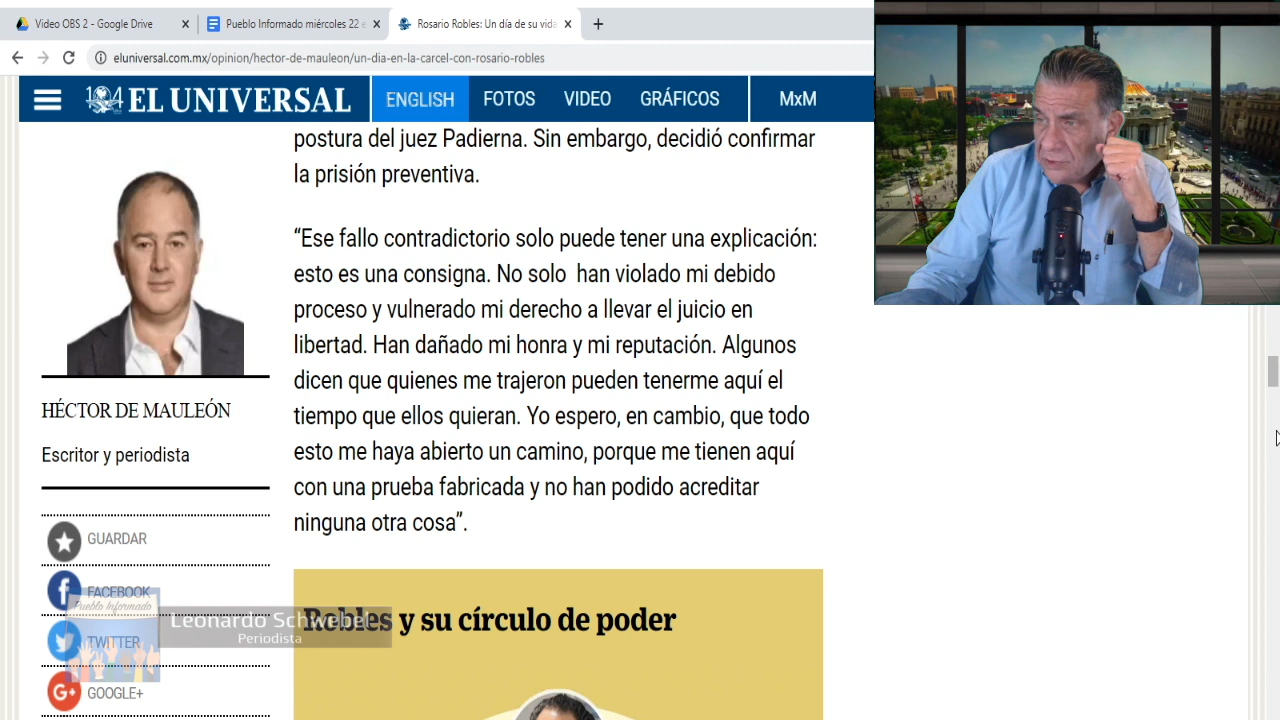 Video OBS 2 - Google Drive
Pueblo Informado miércoles 22 e
Rosario Robles: Un día de su vida
eluniversal.com.mx/opinion/hector-de-mauleon/un-dia-en-la-carcel-con-rosario-robles
EL UNIVERSAL
ENGLISH
FOTOS
VIDEO
GRÁFICOS
MxM
postura del juez Padierna. Sin embargo, decidió confirmar
la prisión preventiva.
“Ese fallo contradictorio solo puede tener una explicación:
esto es una consigna. No solo han violado mi debido
proceso y vulnerado mi derecho a llevar el juicio en
libertad. Han dañado mi honra y mi reputación. Algunos
dicen que quienes me trajeron pueden tenerme aquí el
tiempo que ellos quieran. Yo espero, en cambio, que todo
esto me haya abierto un camino, porque me tienen aquí
con una prueba fabricada y no han podido acreditar
ninguna otra cosa”.
HÉCTOR DE MAULEÓN
Escritor y periodista
GUARDAR
FACEBOOK
TWITTER
GOOGLE+
Pueblo Informado
Leonardo Schwebel
Periodista
Robles y su círculo de poder